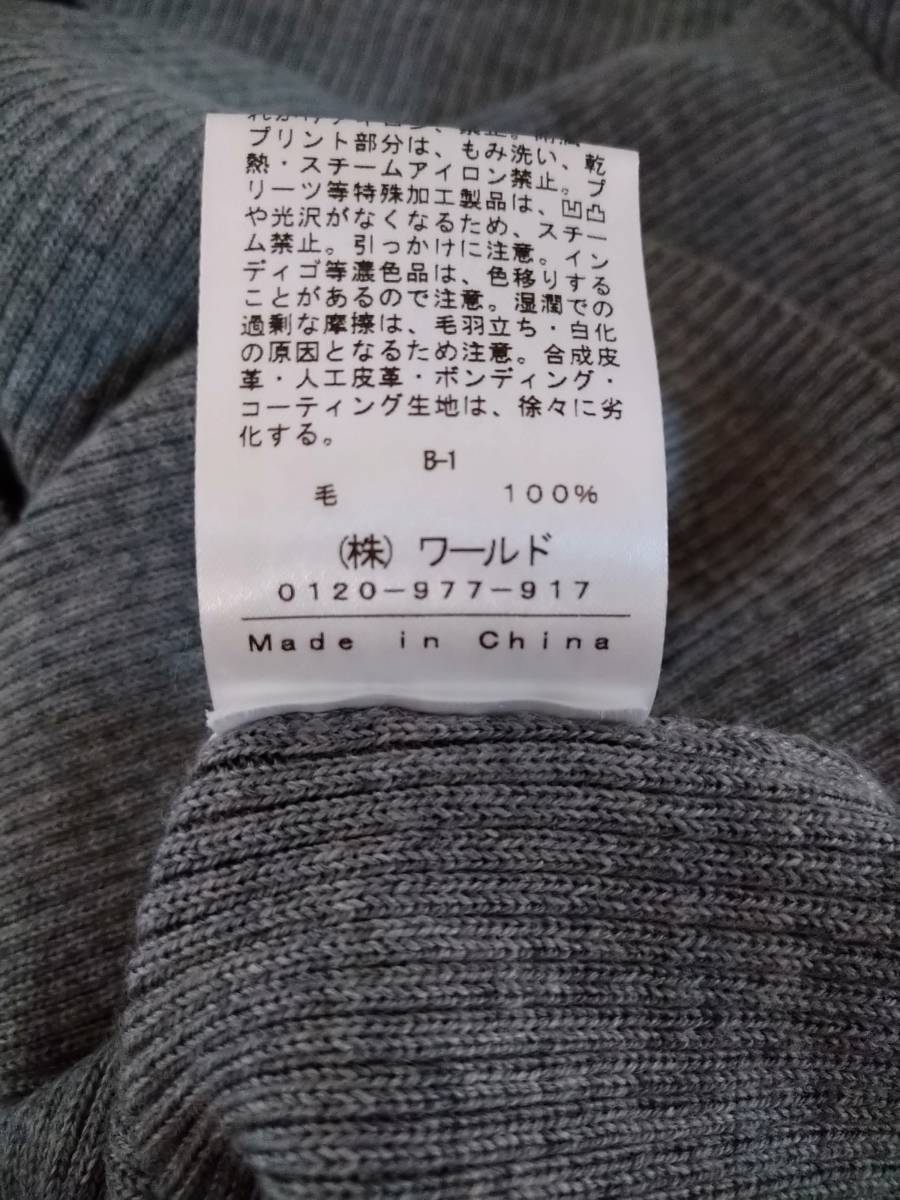 プリント部分は、もみ洗い、乾
熱・スチームアイロン禁止。プ
リーツ等特殊加工製品は、凹凸
や光沢がなくなるため、スチー
ム禁止。引っかけに注意。イン
ディゴ等濃色品は、色移りする
ことがあるので注意。湿潤での
過剰な摩擦は、毛羽立ち・白化
の原因となるため注意。合成皮
革・人工皮革・ボンディング・
コーティング生地は、徐々に劣
化する。
B-1
毛 100%
(株) ワールド
0120-977-917
Made in China